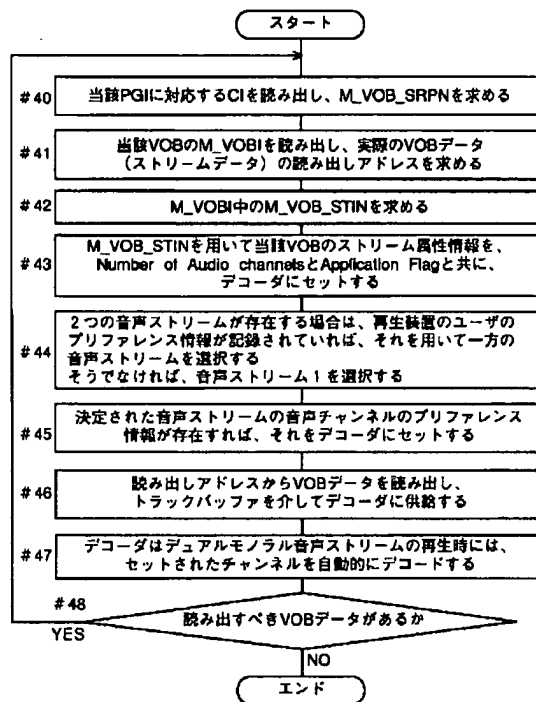 スタート
#40
当該PGIに対応するCIを読み出し、M_VOB_SRPNを求める
#41
当該VOBのM_VOBIを読み出し、実際のVOBデータ
（ストリームデータ）の読み出しアドレスを求める
#42
M_VOBI中のM_VOB_STINを求める
#43
M_VOB_STINを用いて当該VOBのストリーム属性情報を、
Number of Audio channelsとApplication Flagと共に、
デコーダにセットする
#44
２つの音声ストリームが存在する場合は、再生装置のユーザの
プリファレンス情報が記録されていれば、それを用いて一方の
音声ストリームを選択する
そうでなければ、音声ストリーム１を選択する
#45
決定された音声ストリームの音声チャンネルのプリファレンス
情報が存在すれば、それをデコーダにセットする
#46
読み出しアドレスからVOBデータを読み出し、
トラックバッファを介してデコーダに供給する
#47
デコーダはデュアルモノラル音声ストリームの再生時には、
セットされたチャンネルを自動的にデコードする
#48
読み出すべきVOBデータがあるか
YES
NO
エンド